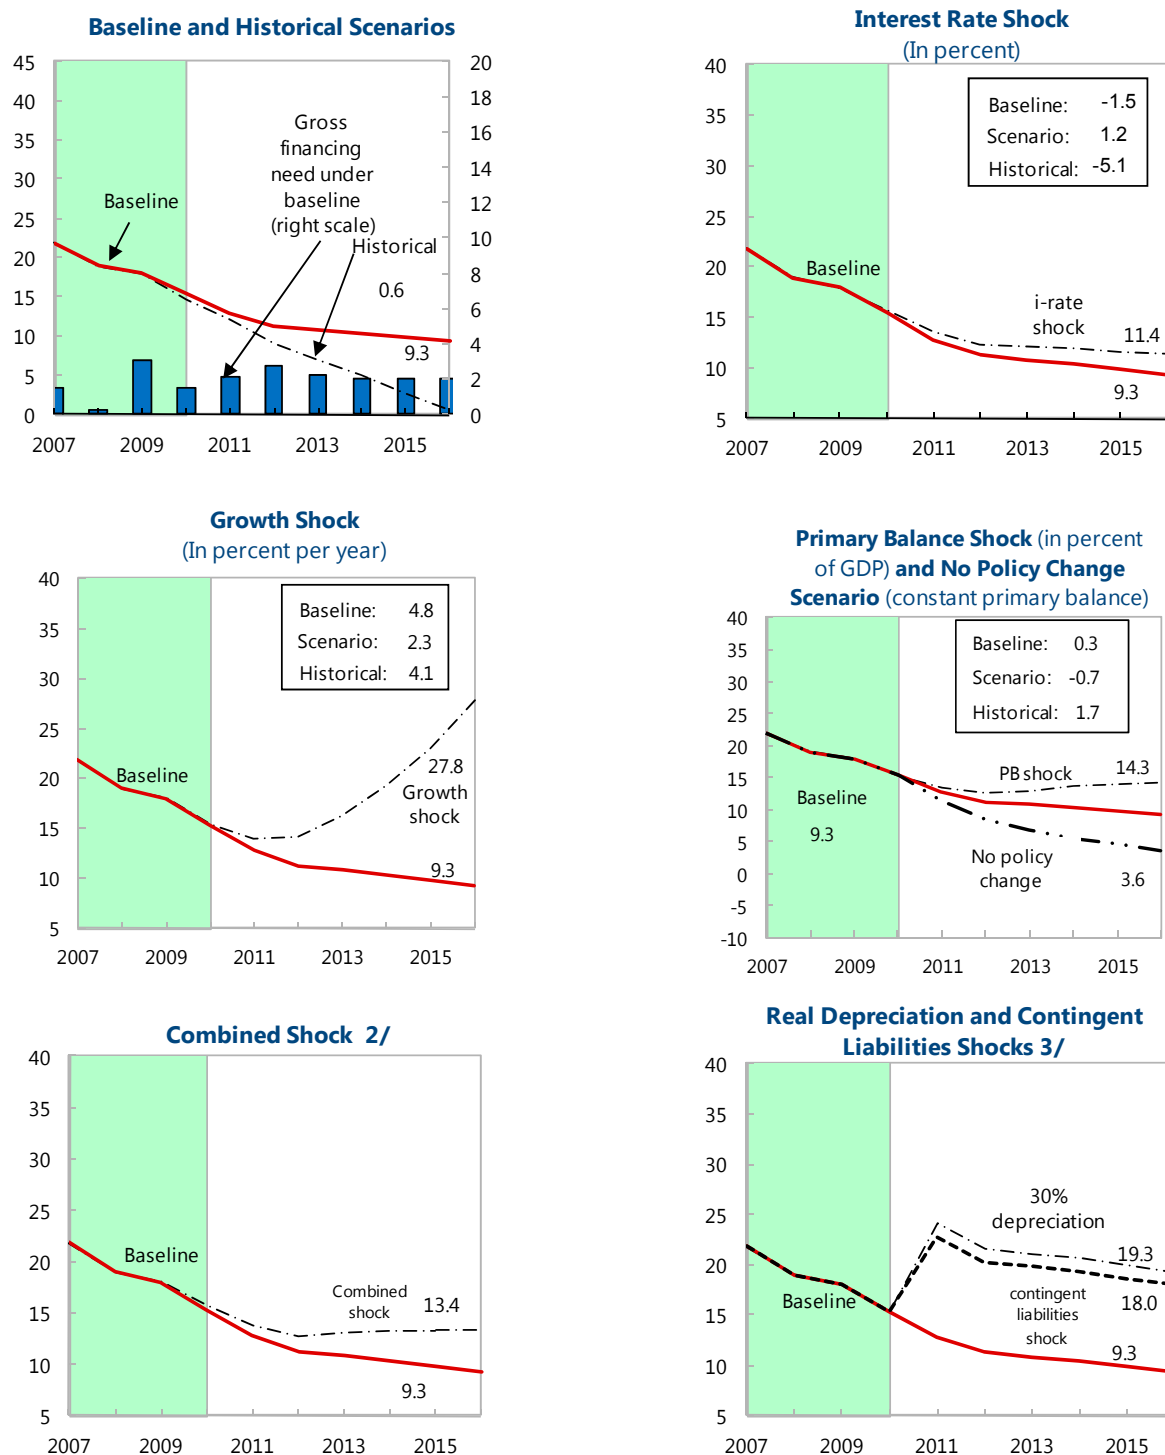 Baseline and Historical Scenarios
45
40
35
30
25
20
15
10
5
0
20
18
16
14
12
10
8
6
4
2
0
Gross
financing
need under
baseline
(right scale)
Baseline
Historical
0.6
9.3
2007 2009 2011 2013 2015
Interest Rate Shock
(In percent)
40
35
30
25
20
15
10
5
Baseline: -1.5
Scenario: 1.2
Historical: -5.1
Baseline
i-rate
shock
11.4
9.3
2007 2009 2011 2013 2015
Growth Shock
(In percent per year)
40
35
30
25
20
15
10
5
Baseline: 4.8
Scenario: 2.3
Historical: 4.1
Baseline
27.8
Growth
shock
9.3
2007 2009 2011 2013 2015
Primary Balance Shock (in percent
of GDP) and No Policy Change
Scenario (constant primary balance)
40
35
30
25
20
15
10
5
0
-5
-10
Baseline: 0.3
Scenario: -0.7
Historical: 1.7
PB shock
14.3
Baseline
9.3
No policy
change
3.6
2007 2009 2011 2013 2015
Combined Shock 2/
40
35
30
25
20
15
10
5
Baseline
Combined
shock
13.4
9.3
2007 2009 2011 2013 2015
Real Depreciation and Contingent
Liabilities Shocks 3/
40
35
30
25
20
15
10
5
30%
depreciation
19.3
Baseline
contingent
liabilities
shock
18.0
9.3
2007 2009 2011 2013 2015